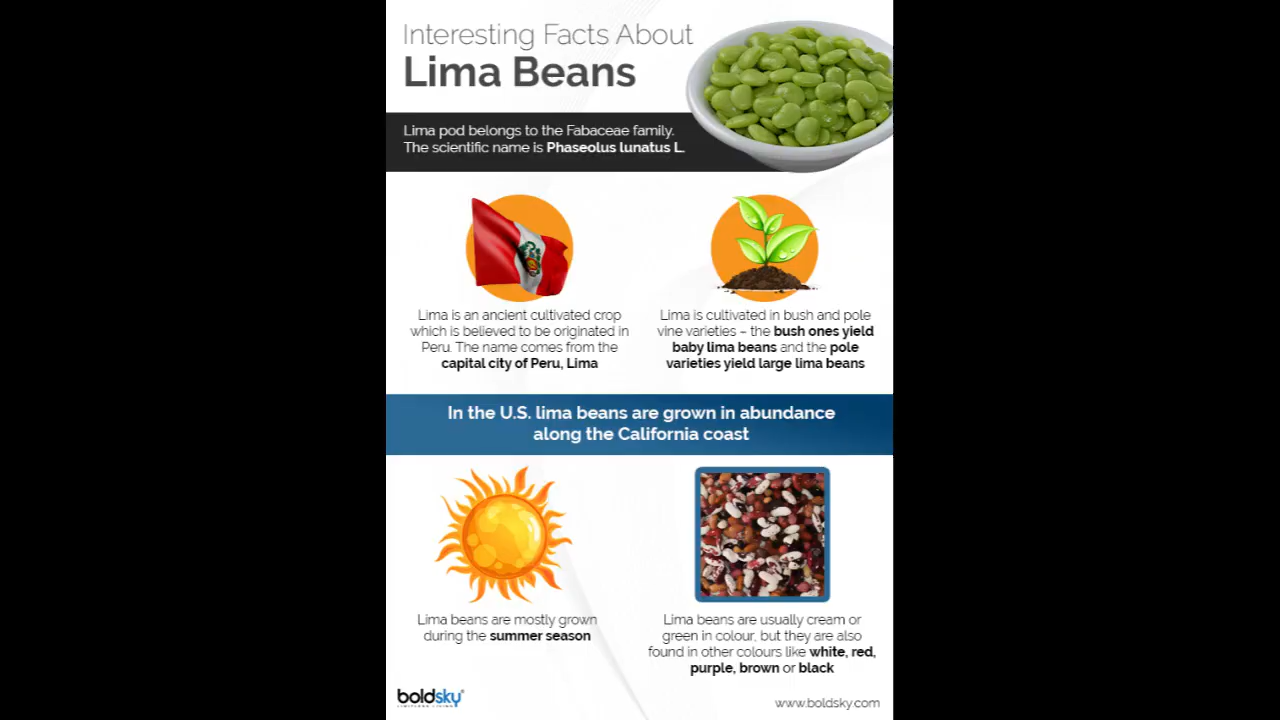 Interesting Facts About
Lima Beans
Lima pod belongs to the Fabaceae family.
The scientific name is Phaseolus lunatus L.
Lima is an ancient cultivated crop
which is believed to be originated in
Peru. The name comes from the
capital city of Peru, Lima
Lima is cultivated in bush and pole
vine varieties – the bush ones yield
baby lima beans and the pole
varieties yield large lima beans
In the U.S. lima beans are grown in abundance
along the California coast
Lima beans are mostly grown
during the summer season
Lima beans are usually cream or
green in colour, but they are also
found in other colours like white, red,
purple, brown or black
boldsky
www.boldsky.com